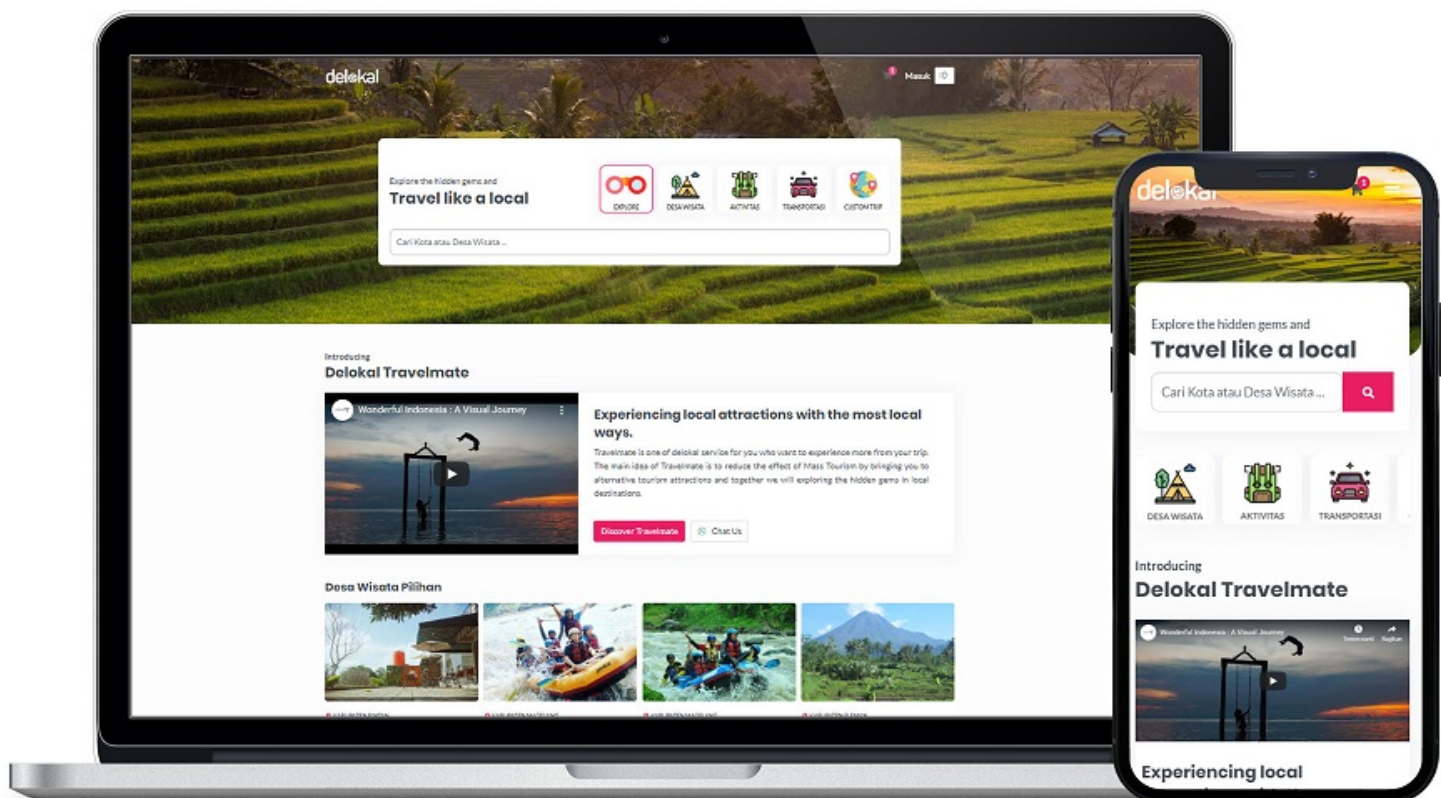 delokal
1
Masuk
ID
Explore the hidden gems and
Travel like a local
EXPLORE
DESA WISATA
AKTIVITAS
TRANSPORTASI
CUSTOM TRIP
Cari Kota atau Desa Wisata ...
Introducing
Delokal Travelmate
Wonderful Indonesia : A Visual Journey
Experiencing local attractions with the most local
ways.
Travelmate is one of delokal service for you who want to experience more from your trip.
The main idea of Travelmate is to reduce the effect of Mass Tourism by bringing you to
alternative tourism attractions and together we will exploring the hidden gems in local
destinations.
Discover Travelmate
Chat Us
Desa Wisata Pilihan
delokal
1
Explore the hidden gems and
Travel like a local
Cari Kota atau Desa Wisata ...
DESA WISATA
AKTIVITAS
TRANSPORTASI
Introducing
Delokal Travelmate
Wonderful Indonesia : A Visual Journey
Bagikan
Experiencing local